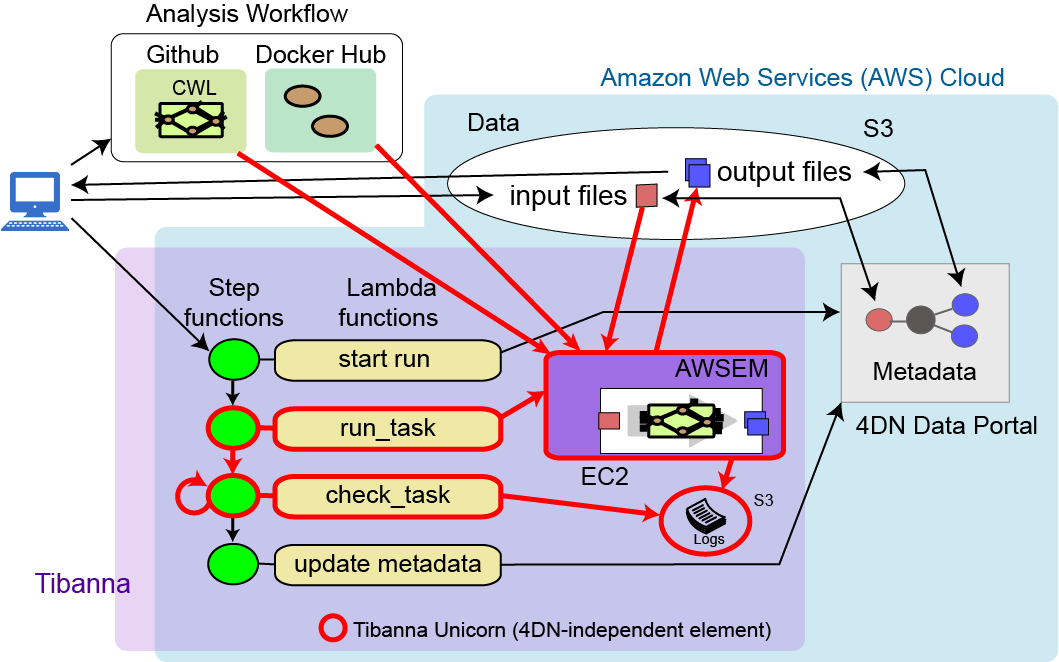 Analysis Workflow
Github
Docker Hub
CWL
Amazon Web Services (AWS) Cloud
Data
S3
output files
input files
Step
functions
Lambda
functions
start run
AWSEM
Metadata
run_task
4DN Data Portal
EC2
check_task
S3
Logs
update metadata
Tibanna
Tibanna Unicorn (4DN-independent element)